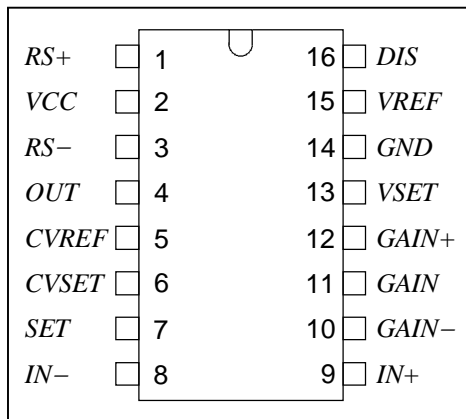 RS+ 1 16 DIS
VCC 2 15 VREF
RS− 3 14 GND
OUT 4 13 VSET
CVREF 5 12 GAIN+
CVSET 6 11 GAIN
SET 7 10 GAIN−
IN− 8 9 IN+